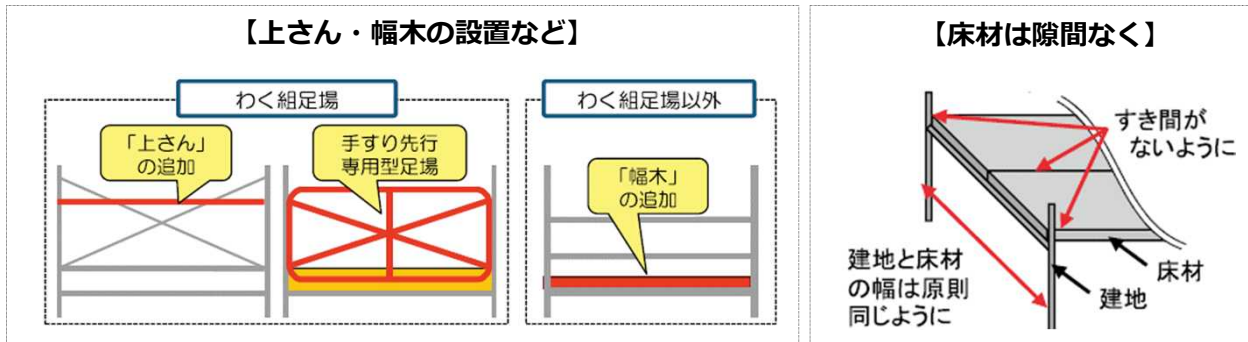 【上さん・幅木の設置など】
わく組足場
「上さん」
の追加
手すり先行
専用型足場
わく組足場以外
「幅木」
の追加
【床材は隙間なく】
すき間が
ないように
建地と床材
の幅は原則
同じように
床材
建地